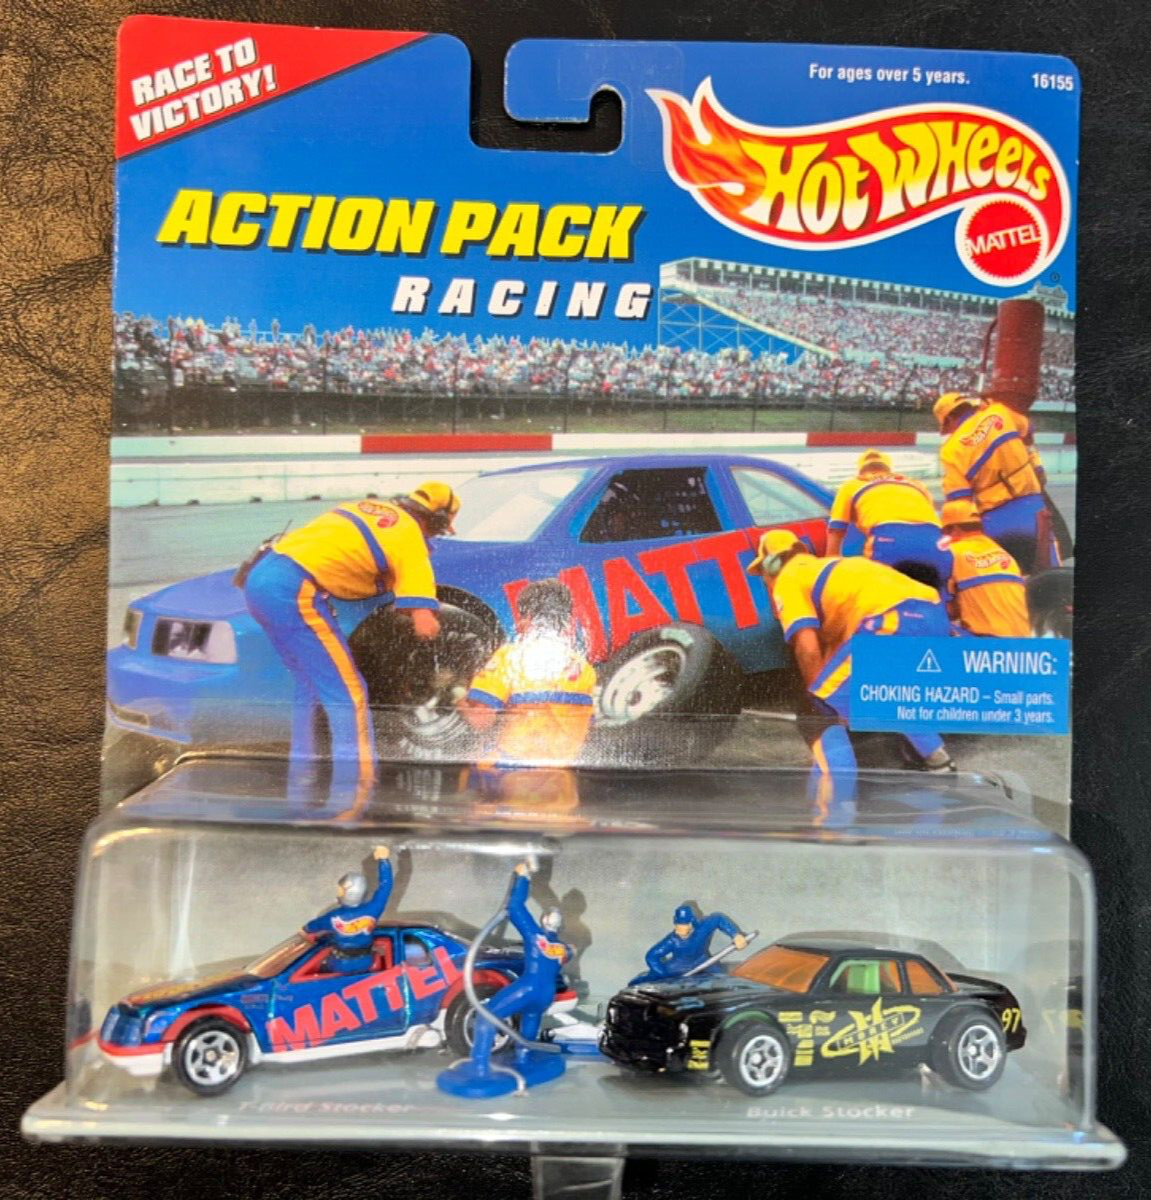 RACE TO
VICTORY!
For ages over 5 years.
16155
HOT WHEELS
MATTEL
®
ACTION PACK
RACING
MATT
WARNING:
CHOKING HAZARD – Small parts.
Not for children under 3 years.
MATTEL
97
T-Bird Stocker
Buick Stocker